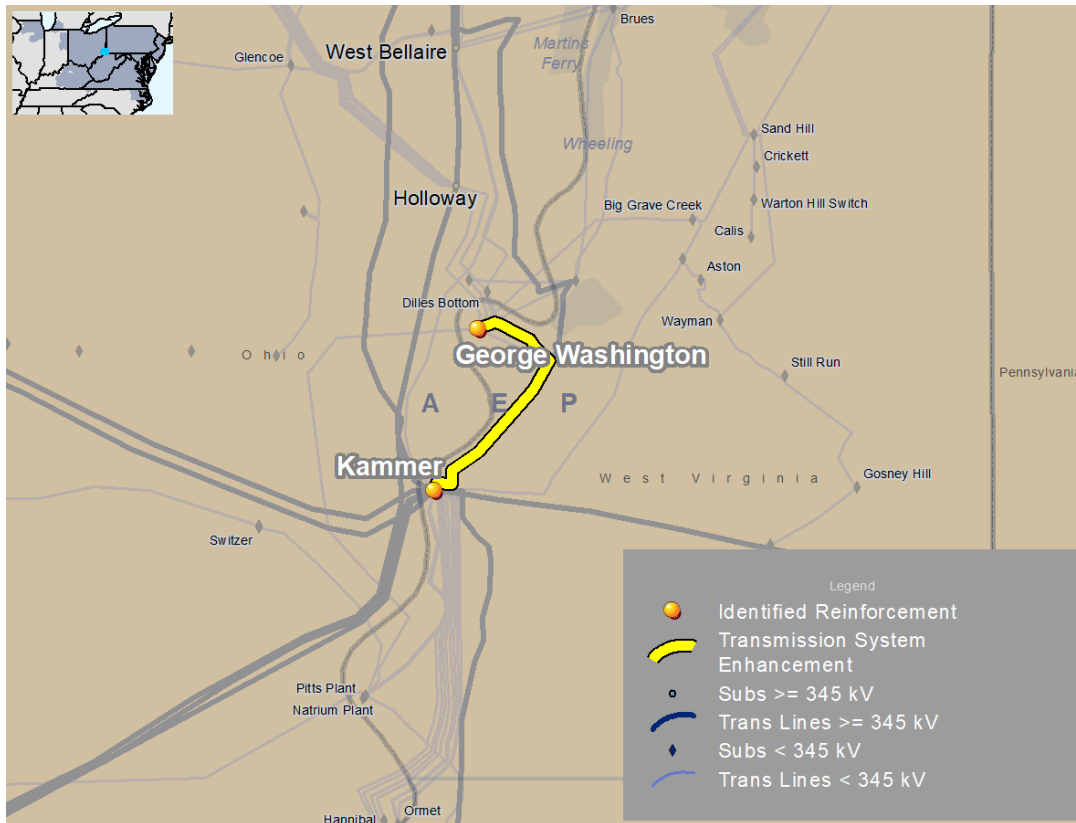 Brues
West Bellaire
Martins
Ferry
Glencoe
Sand Hill
Wheeling
Crickett
Holloway
Big Grave Creek
Warton Hill Switch
Calis
Aston
Dilles Bottom
Wayman
George Washington
Ohio
Still Run
Pennsylvania
A E P
Kammer
West Virginia
Gosney Hill
Switzer
Legend
Identified Reinforcement
Transmission System
Enhancement
Subs >= 345 kV
Pitts Plant
Natrium Plant
Trans Lines >= 345 kV
Subs < 345 kV
Trans Lines < 345 kV
Ormet
Hannibal